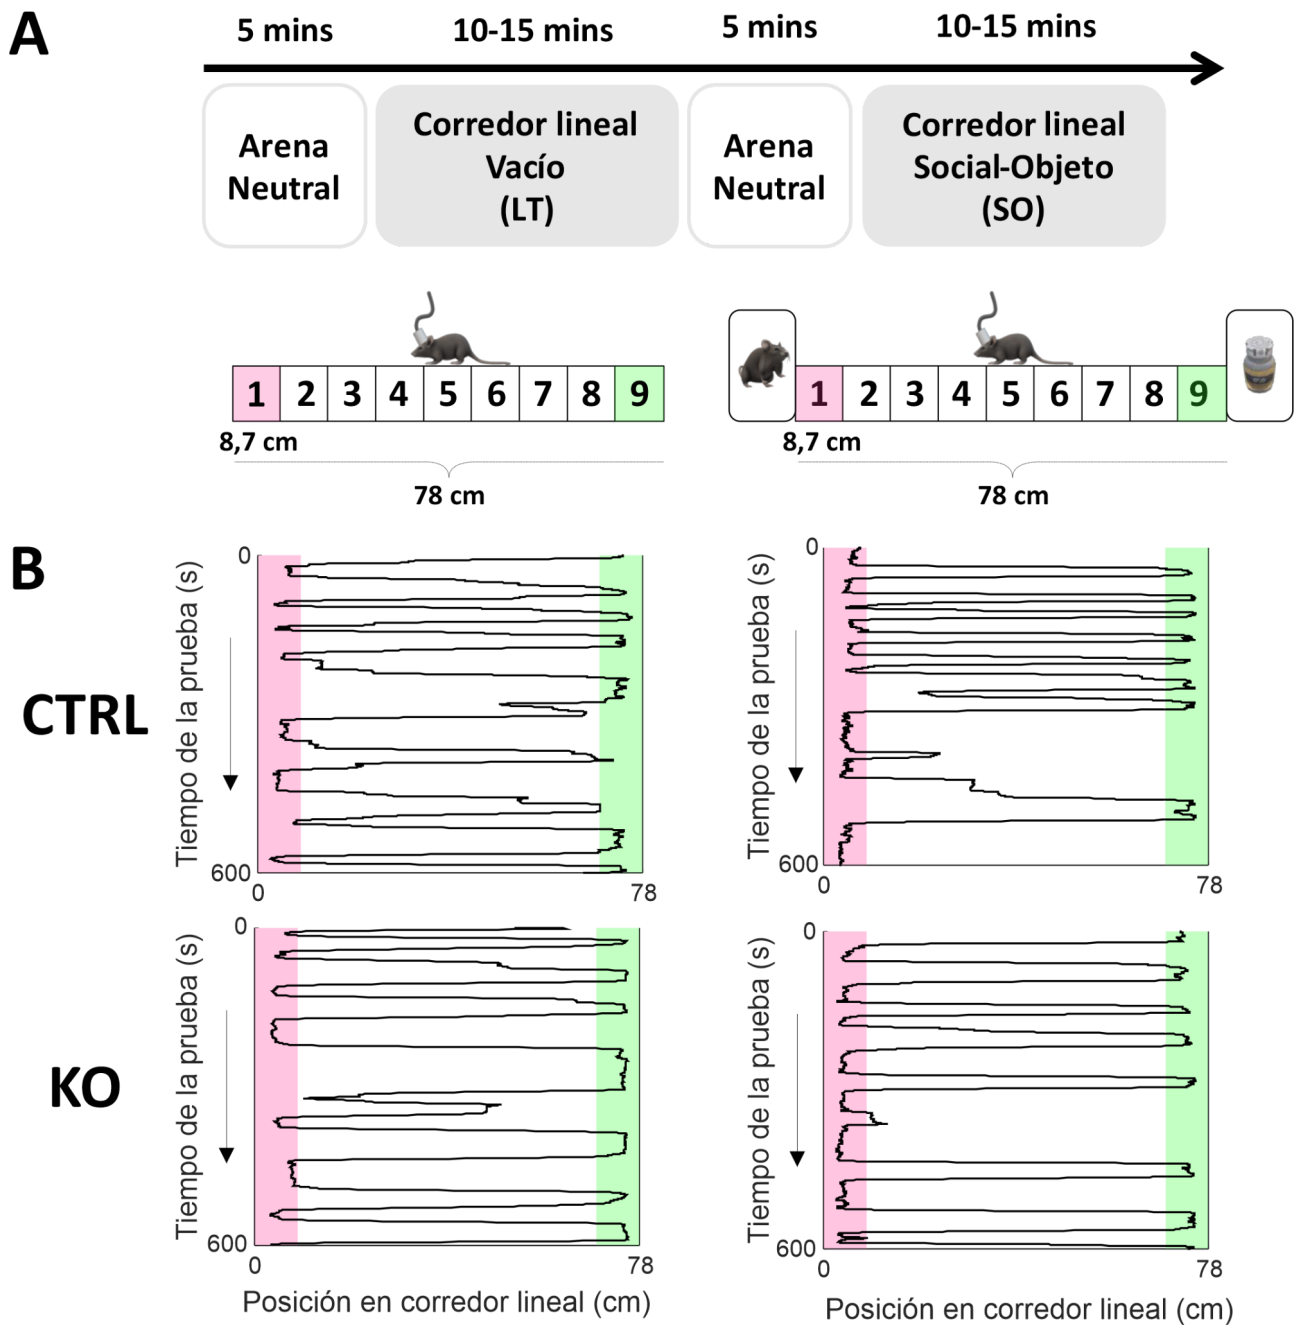 A
5 mins
10-15 mins
5 mins
10-15 mins
Arena
Neutral
Corredor lineal
Vacío
(LT)
Arena
Neutral
Corredor lineal
Social-Objeto
(SO)
1 2 3 4 5 6 7 8 9
8,7 cm
78 cm
1 2 3 4 5 6 7 8 9
8,7 cm
78 cm
B
CTRL
Tiempo de la prueba (s)
0
600
0
78
Tiempo de la prueba (s)
0
600
0
78
KO
Tiempo de la prueba (s)
0
600
0
78
Posición en corredor lineal (cm)
Tiempo de la prueba (s)
0
600
0
78
Posición en corredor lineal (cm)